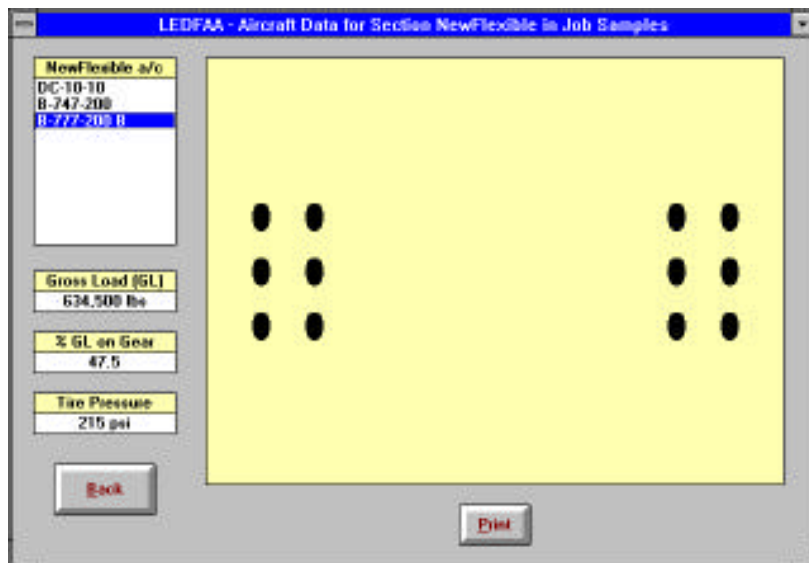 LEDFAA - Aircraft Data for Section NewFlexible in Job Samples
NewFlexible a/c
DC-10-10
B-747-200
B-777-200 B
Gross Load (GL)
634,500 lbs
% GL on Gear
47.5
Tire Pressure
215 psi
Back
Print